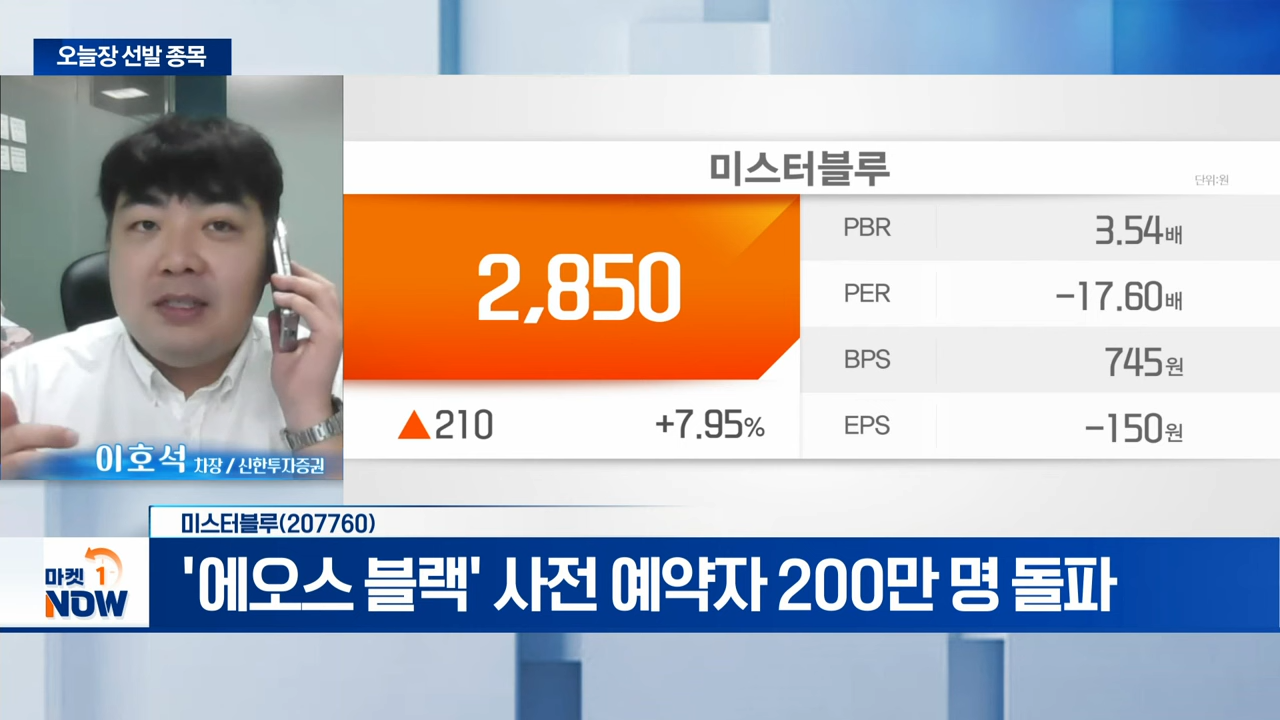 오늘장 선발 종목
미스터블루
단위:원
2,850
▲210 +7.95%
PBR 3.54배
PER -17.60배
BPS 745원
EPS -150원
이호석 차장 / 신한투자증권
미스터블루(207760)
마켓 1
NOW
'에오스 블랙' 사전 예약자 200만 명 돌파